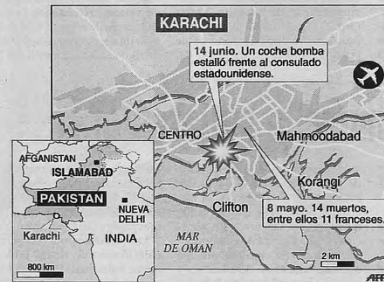 KARACHI
14 junio. Un coche bomba
estalló frente al consulado
estadounidense.
CENTRO
Mahmoodabad
Korangi
Clifton
8 mayo. 14 muertos,
entre ellos 11 franceses.
MAR
DE OMAN
2 km
AFGANISTAN
ISLAMABAD
PAKISTAN
NUEVA
DELHI
Karachi
INDIA
800 km
AFP